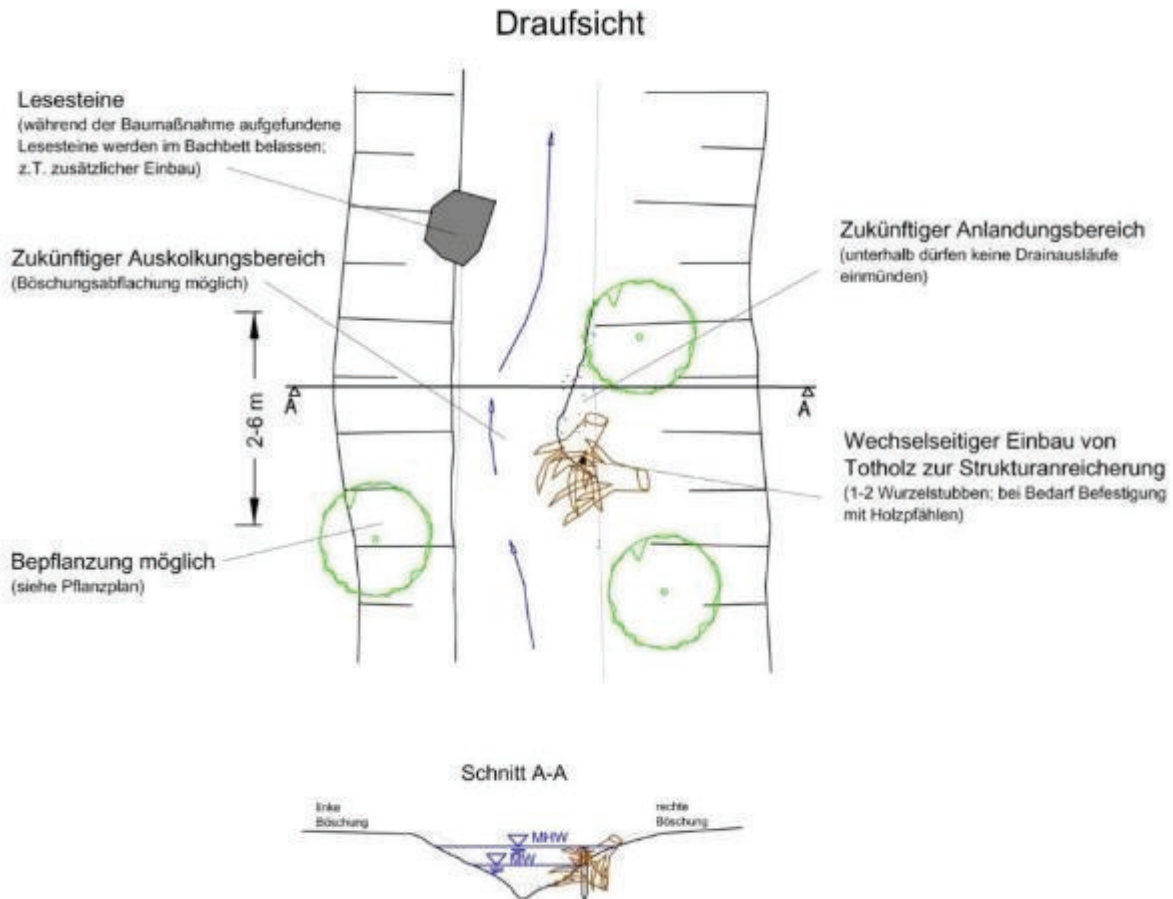 Draufsicht
Lesesteine
(während der Baumaßnahme aufgefundene
Lesesteine werden im Bachbett belassen;
z.T. zusätzlicher Einbau)
Zukünftiger Auskolkungsbereich
(Böschungsabflachung möglich)
2-6 m
A
Bepflanzung möglich
(siehe Pflanzplan)
Zukünftiger Anlandungsbereich
(unterhalb dürfen keine Drainausläufe
einmünden)
A
Wechselseitiger Einbau von
Totholz zur Strukturanreicherung
(1-2 Wurzelstubben; bei Bedarf Befestigung
mit Holzpfählen)
Schnitt A-A
linke
Böschung
rechte
Böschung
MHW
MW